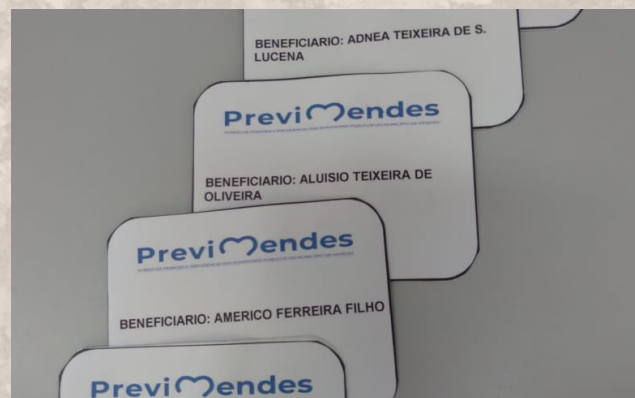 BENEFICIARIO: ADNEA TEIXEIRA DE S.
LUCENA
PreviMendes
BENEFICIARIO: ALUISIO TEIXEIRA DE
OLIVEIRA
PreviMendes
BENEFICIARIO: AMERICO FERREIRA FILHO
PreviMendes